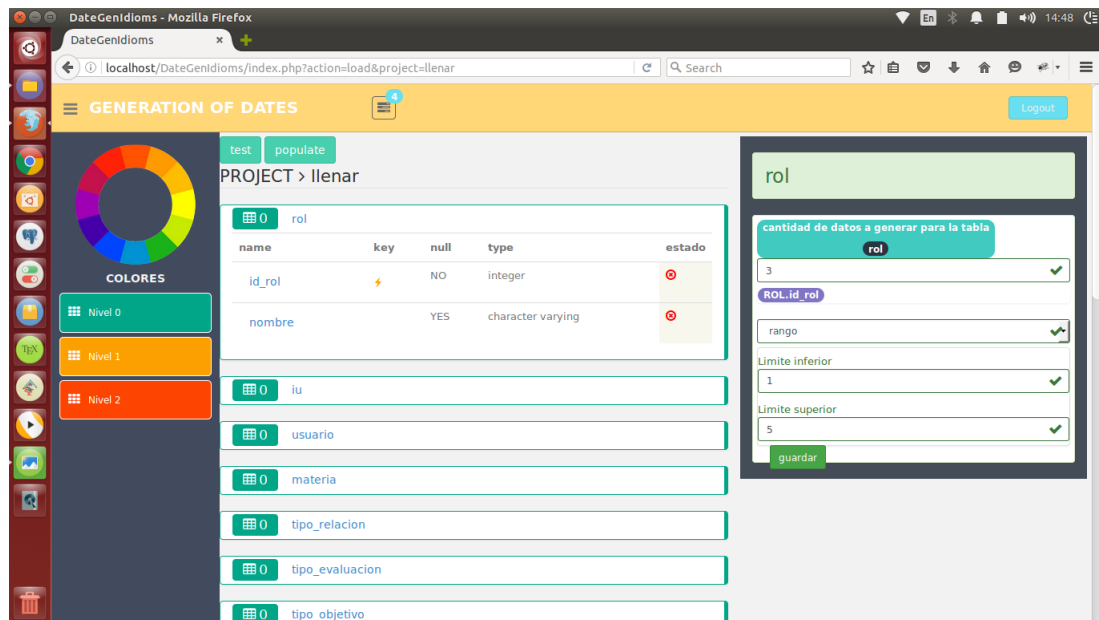 DateGenIdioms - Mozilla Firefox
En
14:48
DateGenIdioms
localhost/DateGenIdioms/index.php?action=load&project=llenar
Search
GENERATION OF DATES
4
Logout
COLORES
Nivel 0
Nivel 1
Nivel 2
test populate
PROJECT > llenar
0 rol
name key null type estado
id_rol NO integer
nombre YES character varying
0 iu
0 usuario
0 materia
0 tipo_relacion
0 tipo_evaluacion
0 tipo_objetivo
rol
cantidad de datos a generar para la tabla
rol
3
ROL.id_rol
rango
Limite inferior
1
Limite superior
5
guardar
TEX